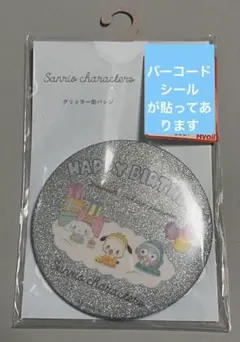 Sanrio characters
グリッター缶バッジ
バーコード
シール
が貼ってあ
ります
HAPPY BIRTHDAY
Sanrio characters